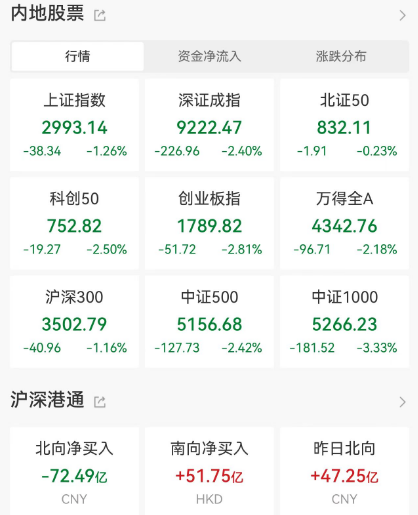 内地股票
行情 资金净流入 涨跌分布
上证指数 深证成指 北证50
2993.14 9222.47 832.11
-38.34 -1.26% -226.96 -2.40% -1.91 -0.23%
科创50 创业板指 万得全A
752.82 1789.82 4342.76
-19.27 -2.50% -51.72 -2.81% -96.71 -2.18%
沪深300 中证500 中证1000
3502.79 5156.68 5266.23
-40.96 -1.16% -127.73 -2.42% -181.52 -3.33%
沪深港通
北向净买入 南向净买入 昨日北向
-72.49亿 +51.75亿 +47.25亿
CNY HKD CNY